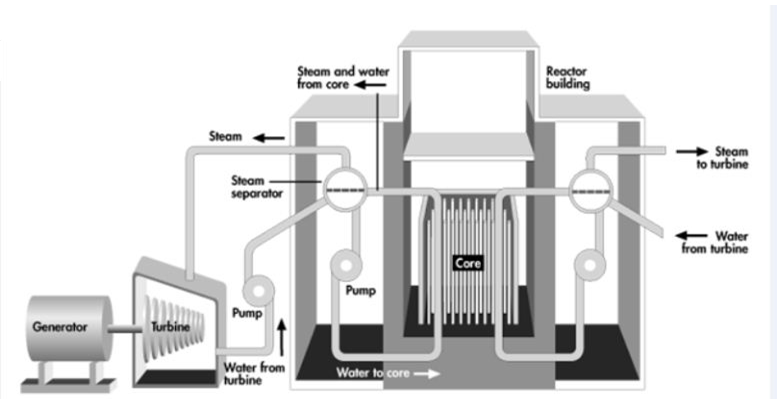 Steam and water
from core
Reactor
building
Steam
Steam
to turbine
Steam
separator
Water
from turbine
Core
Pump
Pump
Generator
Turbine
Water from
turbine
Water to core